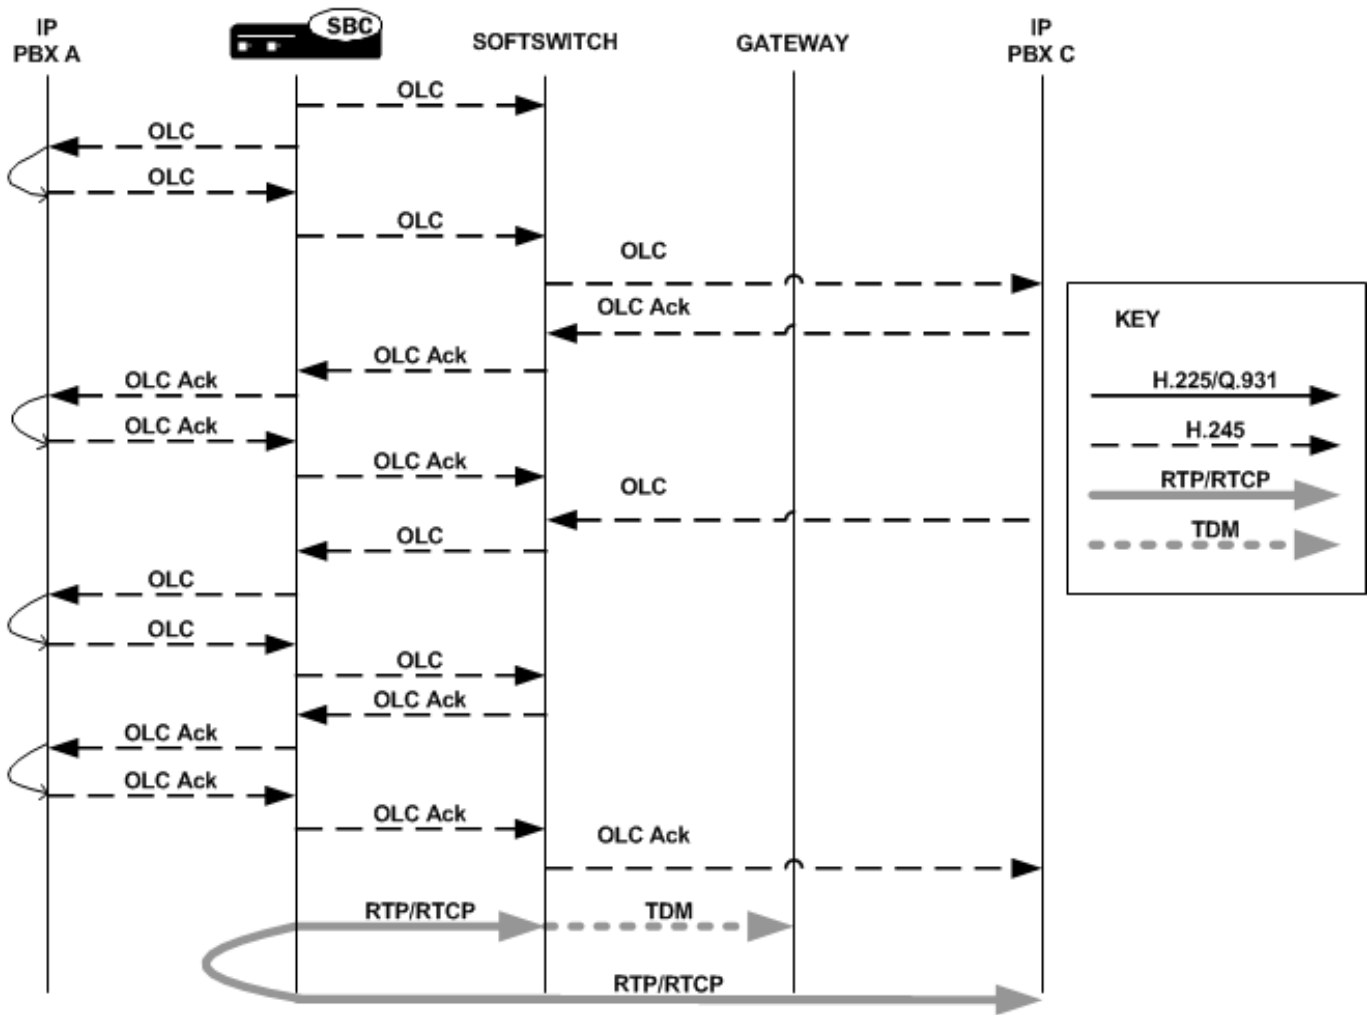 IP
PBX A
SBC
SOFTSWITCH
GATEWAY
IP
PBX C
OLC
OLC
OLC
OLC
OLC
OLC Ack
OLC Ack
OLC Ack
OLC Ack
OLC Ack
OLC
OLC
OLC
OLC
OLC
OLC Ack
OLC Ack
OLC Ack
OLC Ack
OLC Ack
RTP/RTCP
TDM
RTP/RTCP
KEY
H.225/Q.931
H.245
RTP/RTCP
TDM